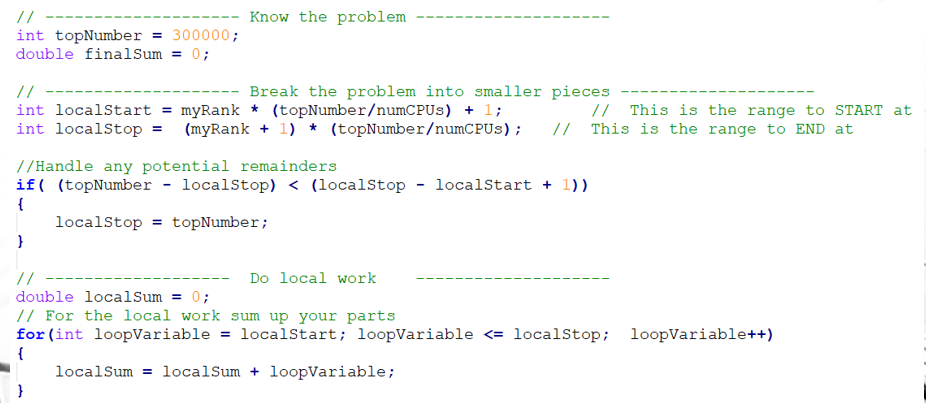 // -------------------- Know the problem --------------------
int topNumber = 300000;
double finalSum = 0;
// -------------------- Break the problem into smaller pieces --------------------
int localStart = myRank * (topNumber/numCPUs) + 1;         //  This is the range to START at
int localStop =  (myRank + 1) * (topNumber/numCPUs);   //  This is the range to END at
//Handle any potential remainders
if( (topNumber - localStop) < (localStop - localStart + 1))
{
    localStop = topNumber;
}
// -------------------  Do local work    --------------------
double localSum = 0;
// For the local work sum up your parts
for(int loopVariable = localStart; loopVariable <= localStop;  loopVariable++)
{
    localSum = localSum + loopVariable;
}